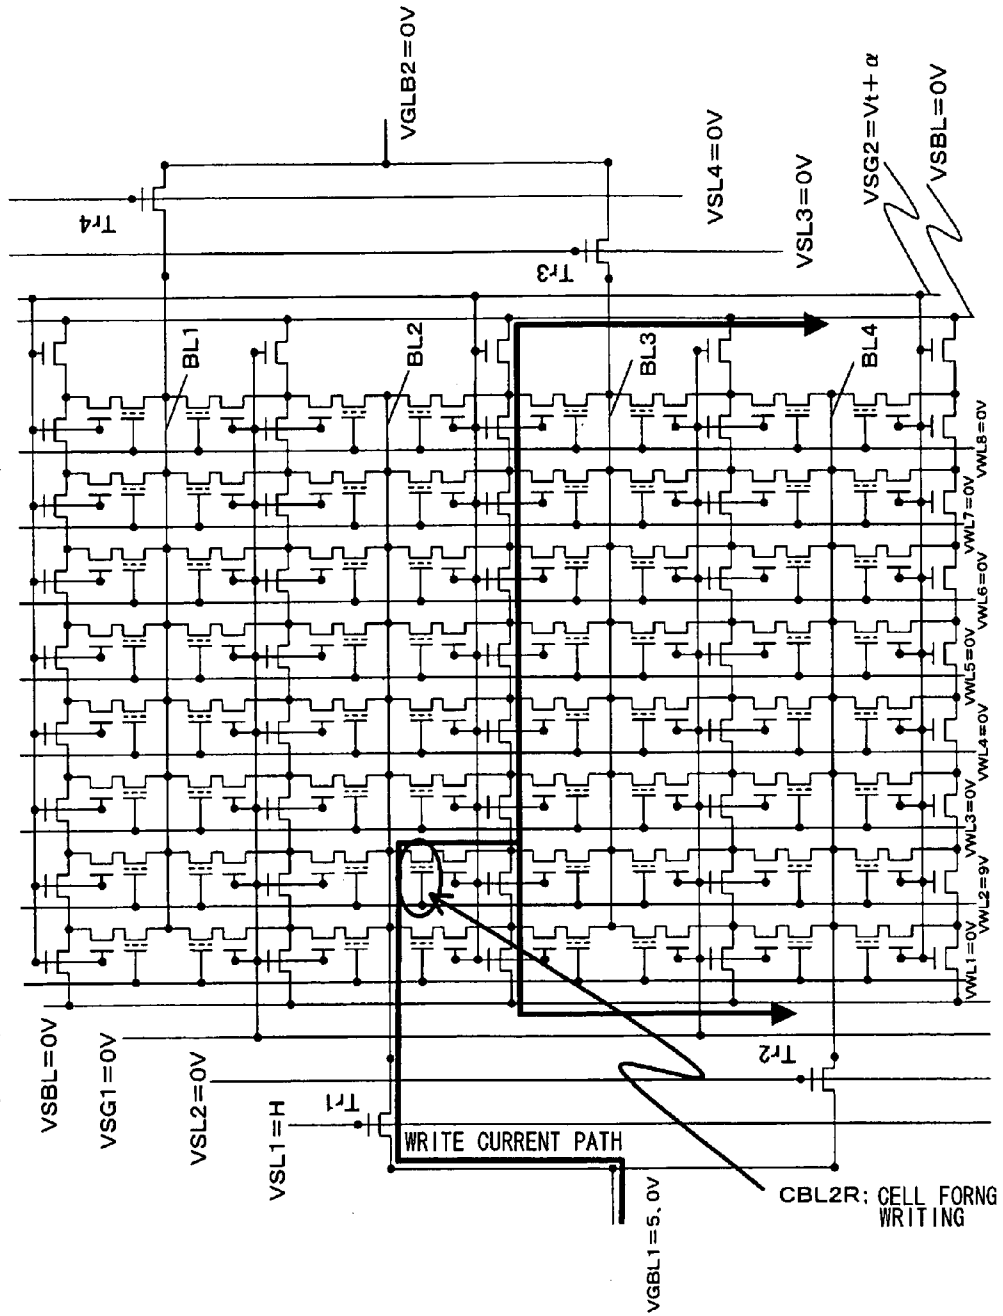 VGLB2=0V
Tr4
VSL4=0V
VSL3=0V
VSG2=Vt+α
VSBL=0V
Tr3
BL1
BL2
BL3
BL4
VWL8=0V
VWL7=0V
VWL6=0V
VWL5=0V
VWL4=0V
VWL3=0V
VWL2=9V
VWL1=0V
VSBL=0V
VSG1=0V
VSL2=0V
VSL1=H
Tr1
Tr2
WRITE CURRENT PATH
VGBL1=5.0V
CBL2R; CELL FORNG
WRITING